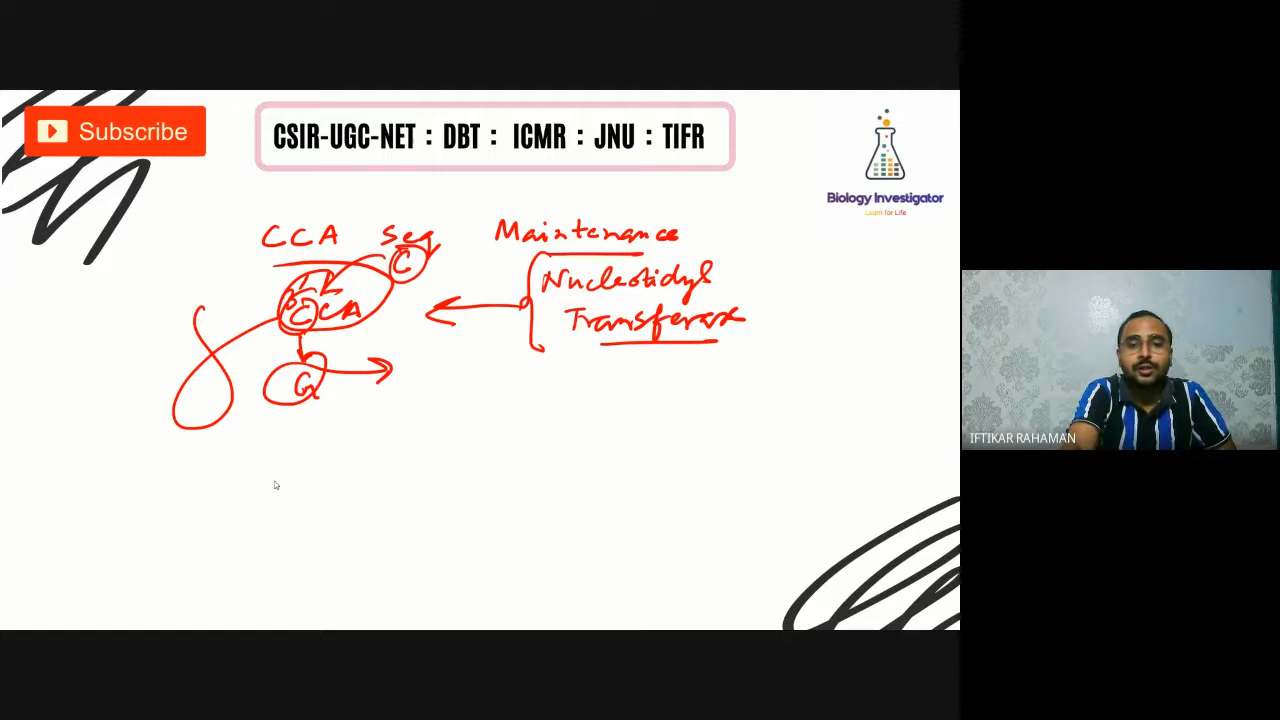 Subscribe
CSIR-UGC-NET : DBT : ICMR : JNU : TIFR
Biology Investigator
Learn for Life
CCA Seq Maintenance
C
Nucleotidyl
CCA
Transferase
G
IFTIKAR RAHAMAN